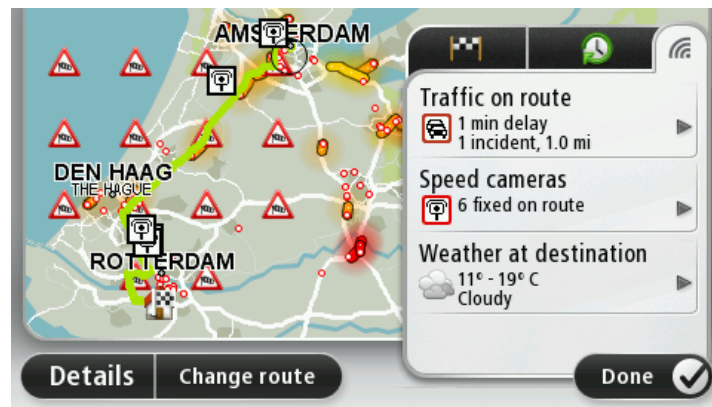 AMSTERDAM
DEN HAAG
THE HAGUE
ROTTERDAM
Traffic on route
1 min delay
1 incident, 1.0 mi
Speed cameras
6 fixed on route
Weather at destination
11° - 19° C
Cloudy
Details
Change route
Done